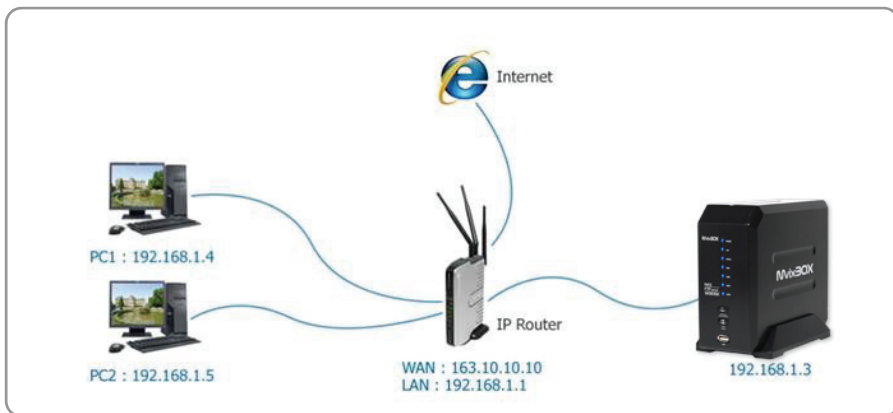 Internet
PC1 : 192.168.1.4
PC2 : 192.168.1.5
IP Router
WAN : 163.10.10.10
LAN : 192.168.1.1
MvixBOX
MvixBOX
192.168.1.3